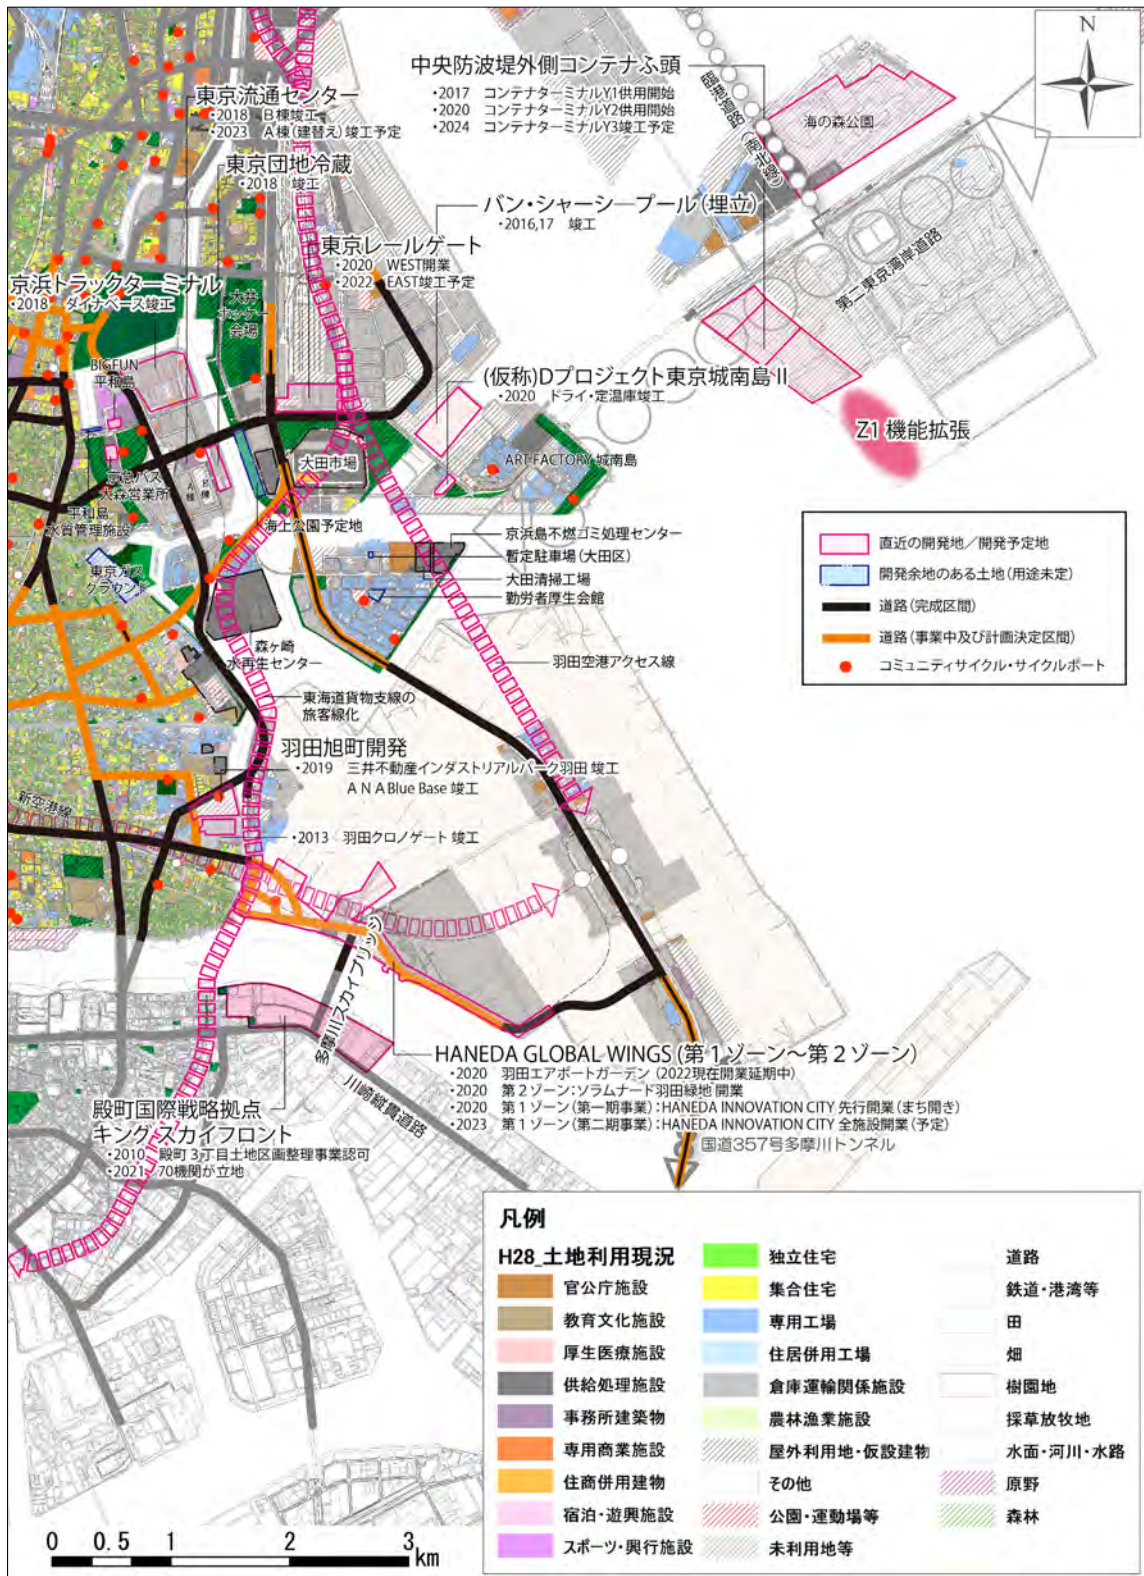 N
中央防波堤外側コンテナふ頭
・2017 コンテナターミナルY1供用開始
・2020 コンテナターミナルY2供用開始
・2024 コンテナターミナルY3竣工予定
臨港道路(南北線)
海の森公園
東京流通センター
・2018 B棟竣工
・2023 A棟(建替え)竣工予定
東京団地冷蔵
・2018 竣工
バン・シャーシープール(埋立)
・2016,17 竣工
第二東京湾岸道路
東京レールゲート
・2020 WEST開業
・2022 EAST竣工予定
京浜トラックターミナル
・2018 ダイナベース竣工
大井
ホッケー
会場
BIGFUN
平和島
(仮称)Dプロジェクト東京城南島Ⅱ
・2020 ドライ・定温庫竣工
Z1 機能拡張
大田市場
ART FACTORY 城南島
京急バス
大森営業所
A棟
B棟
平和島
水質管理施設
海上公園予定地
京浜島不燃ゴミ処理センター
暫定駐車場(大田区)
大田清掃工場
勤労者厚生会館
東京ガス
グラウンド
直近の開発地/開発予定地
開発余地のある土地(用途未定)
道路(完成区間)
道路(事業中及び計画決定区間)
コミュニティサイクル・サイクルポート
森ヶ崎
水再生センター
羽田空港アクセス線
東海道貨物支線の
旅客線化
羽田旭町開発
・2019 三井不動産インダストリアルパーク羽田 竣工
ANA Blue Base 竣工
新空港線
・2013 羽田クロノゲート 竣工
多摩川スカイブリッジ
HANEDA GLOBAL WINGS (第1ゾーン〜第2ゾーン)
・2020 羽田エアポートガーデン (2022現在開業延期中)
・2020 第2ゾーン:ソラムナード羽田緑地 開業
・2020 第1ゾーン(第一期事業):HANEDA INNOVATION CITY 先行開業(まち開き)
・2023 第1ゾーン(第二期事業):HANEDA INNOVATION CITY 全施設開業(予定)
国道357号多摩川トンネル
川崎縦貫道路
殿町国際戦略拠点
キング スカイフロント
・2010 殿町3丁目土地区画整理事業認可
・2021 70機関が立地
凡例
H28_土地利用現況
官公庁施設
教育文化施設
厚生医療施設
供給処理施設
事務所建築物
専用商業施設
住商併用建物
宿泊・遊興施設
スポーツ・興行施設
独立住宅
集合住宅
専用工場
住居併用工場
倉庫運輸関係施設
農林漁業施設
屋外利用地・仮設建物
その他
公園・運動場等
未利用地等
道路
鉄道・港湾等
田
畑
樹園地
採草放牧地
水面・河川・水路
原野
森林
0 0.5 1 2 3
km